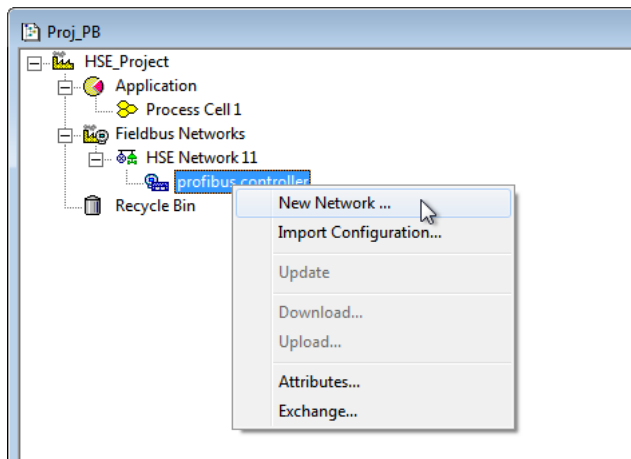 Proj_PB
HSE_Project
Application
Process Cell 1
Fieldbus Networks
HSE Network 11
profibus controller
Recycle Bin
New Network ...
Import Configuration...
Update
Download...
Upload...
Attributes...
Exchange...